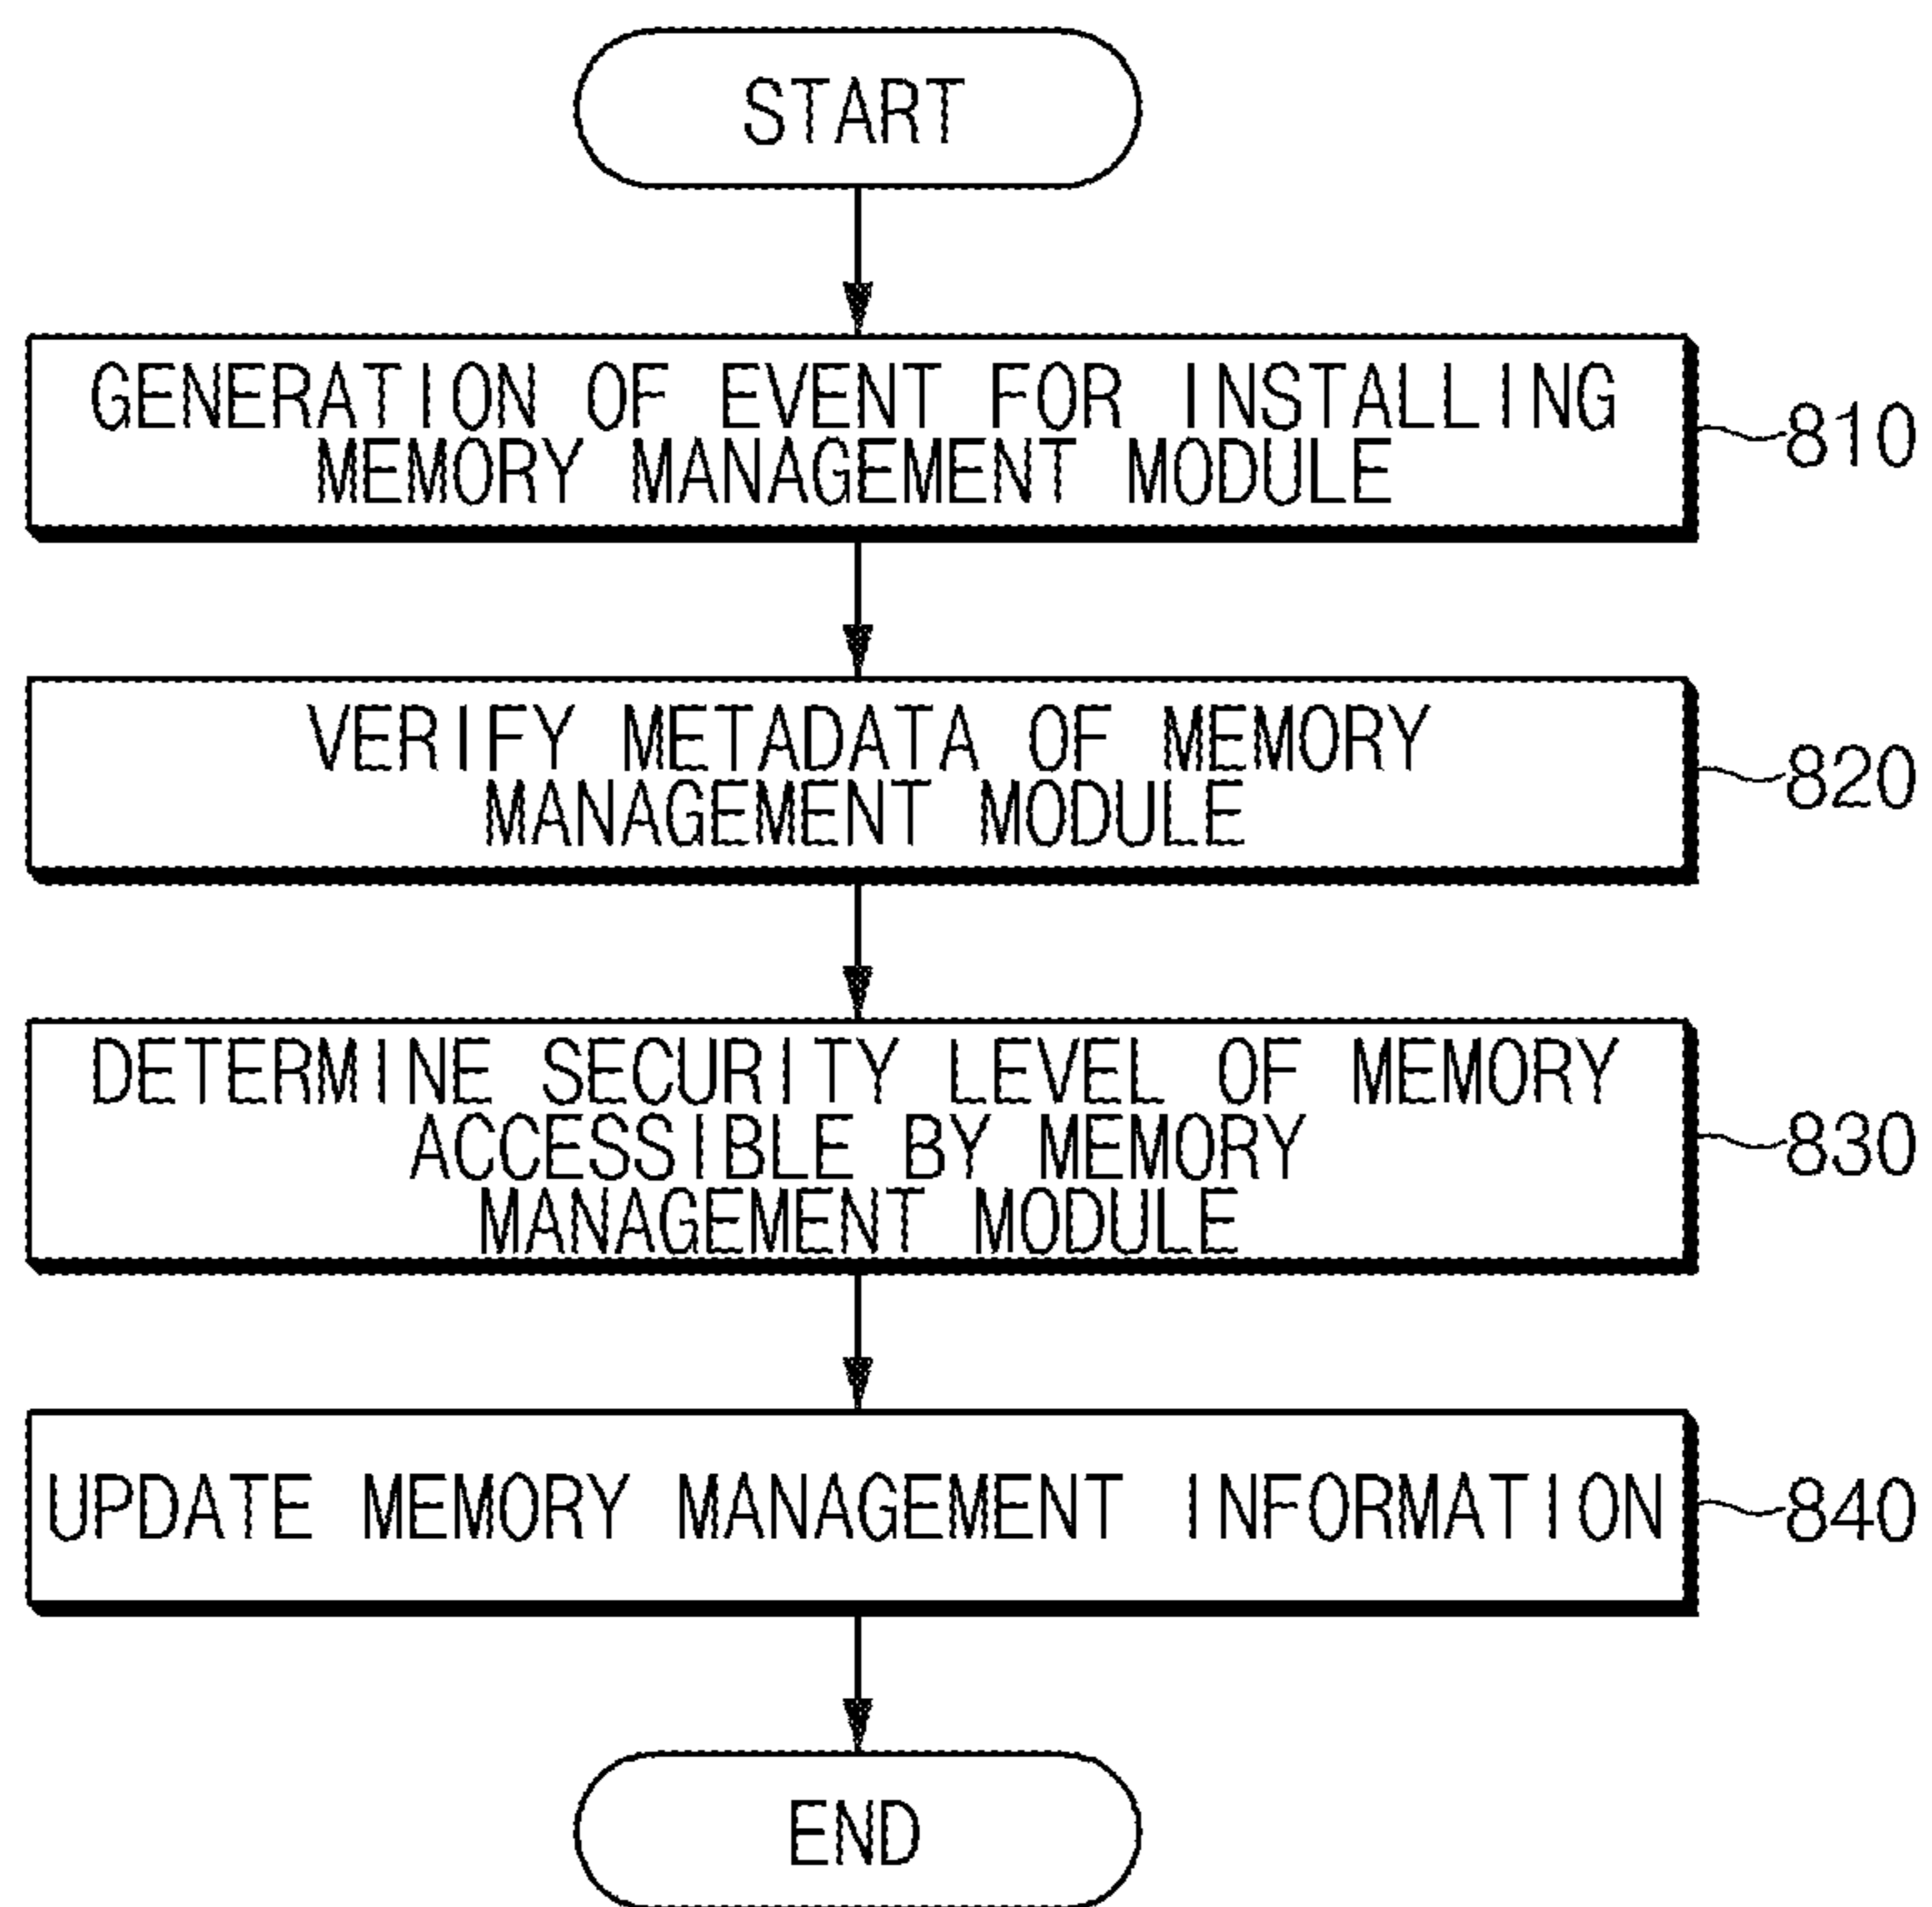 START
GENERATION OF EVENT FOR INSTALLING
MEMORY MANAGEMENT MODULE
810
VERIFY METADATA OF MEMORY
MANAGEMENT MODULE
820
DETERMINE SECURITY LEVEL OF MEMORY
ACCESSIBLE BY MEMORY
MANAGEMENT MODULE
830
UPDATE MEMORY MANAGEMENT INFORMATION
840
END